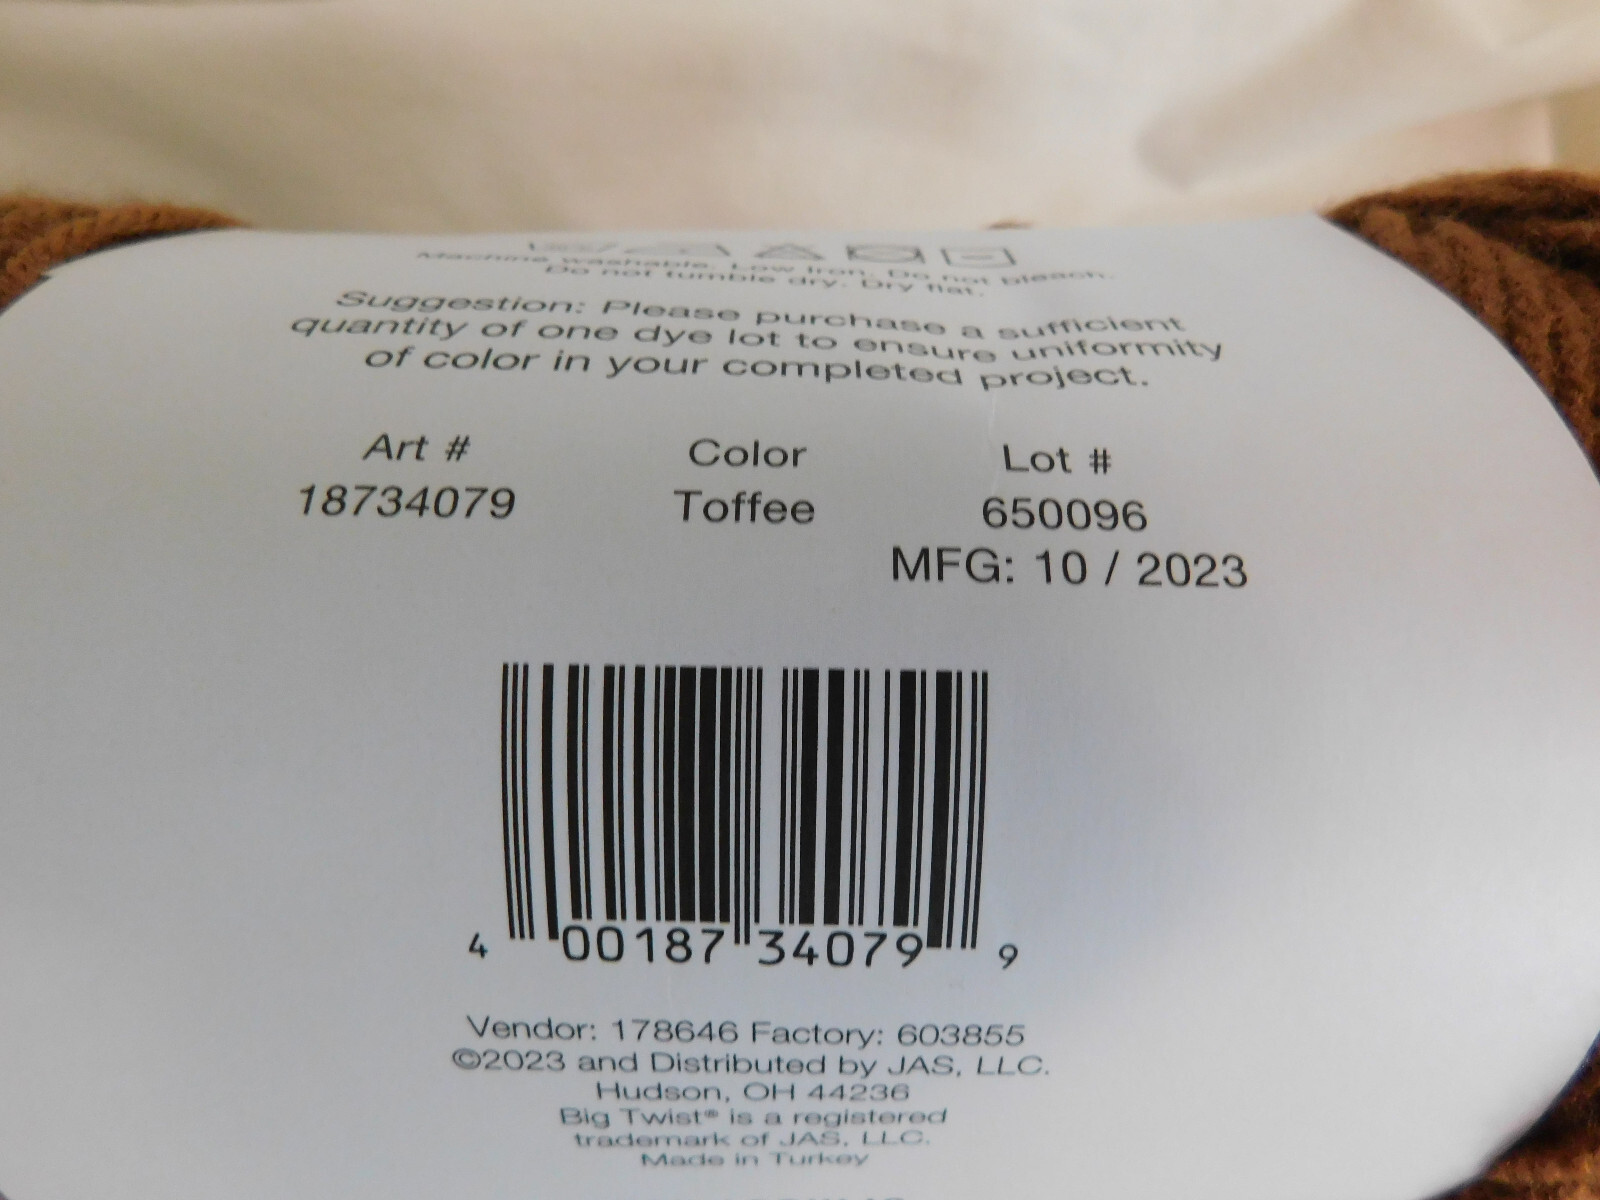 Machine washable. Low Iron. Do not bleach.
Do not tumble dry. Dry flat.
Suggestion: Please purchase a sufficient
quantity of one dye lot to ensure uniformity
of color in your completed project.
Art # Color Lot #
18734079 Toffee 650096
MFG: 10 / 2023
4 00187 34079 9
Vendor: 178646 Factory: 603855
©2023 and Distributed by JAS, LLC.
Hudson, OH 44236
Big Twist® is a registered
trademark of JAS, LLC.
Made in Turkey